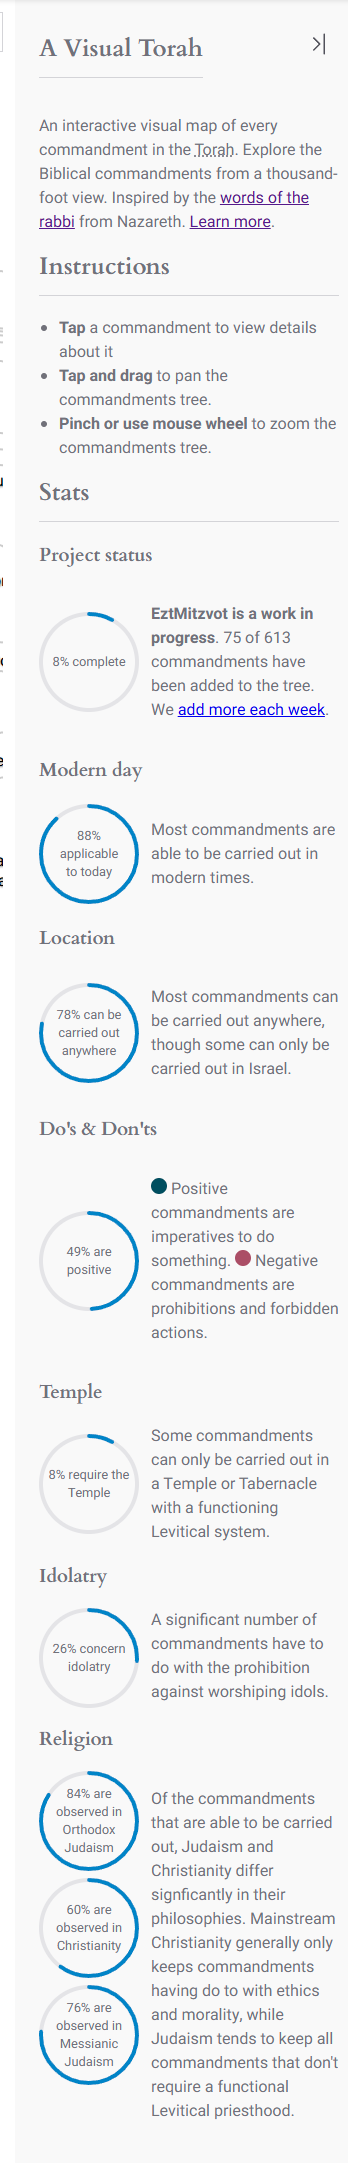 A Visual Torah
An interactive visual map of every
commandment in the Torah. Explore the
Biblical commandments from a thousand-
foot view. Inspired by the words of the
rabbi from Nazareth. Learn more.
Instructions
Tap a commandment to view details
about it
Tap and drag to pan the
commandments tree.
Pinch or use mouse wheel to zoom the
commandments tree.
Stats
Project status
8% complete
EztMitzvot is a work in
progress. 75 of 613
commandments have
been added to the tree.
We add more each week.
Modern day
88%
applicable
to today
Most commandments are
able to be carried out in
modern times.
Location
78% can be
carried out
anywhere
Most commandments can
be carried out anywhere,
though some can only be
carried out in Israel.
Do's & Don'ts
49% are
positive
Positive
commandments are
imperatives to do
something. Negative
commandments are
prohibitions and forbidden
actions.
Temple
8% require the
Temple
Some commandments
can only be carried out in
a Temple or Tabernacle
with a functioning
Levitical system.
Idolatry
26% concern
idolatry
A significant number of
commandments have to
do with the prohibition
against worshiping idols.
Religion
84% are
observed in
Orthodox
Judaism
60% are
observed in
Christianity
76% are
observed in
Messianic
Judaism
Of the commandments
that are able to be carried
out, Judaism and
Christianity differ
signficantly in their
philosophies. Mainstream
Christianity generally only
keeps commandments
having do to with ethics
and morality, while
Judaism tends to keep all
commandments that don't
require a functional
Levitical priesthood.